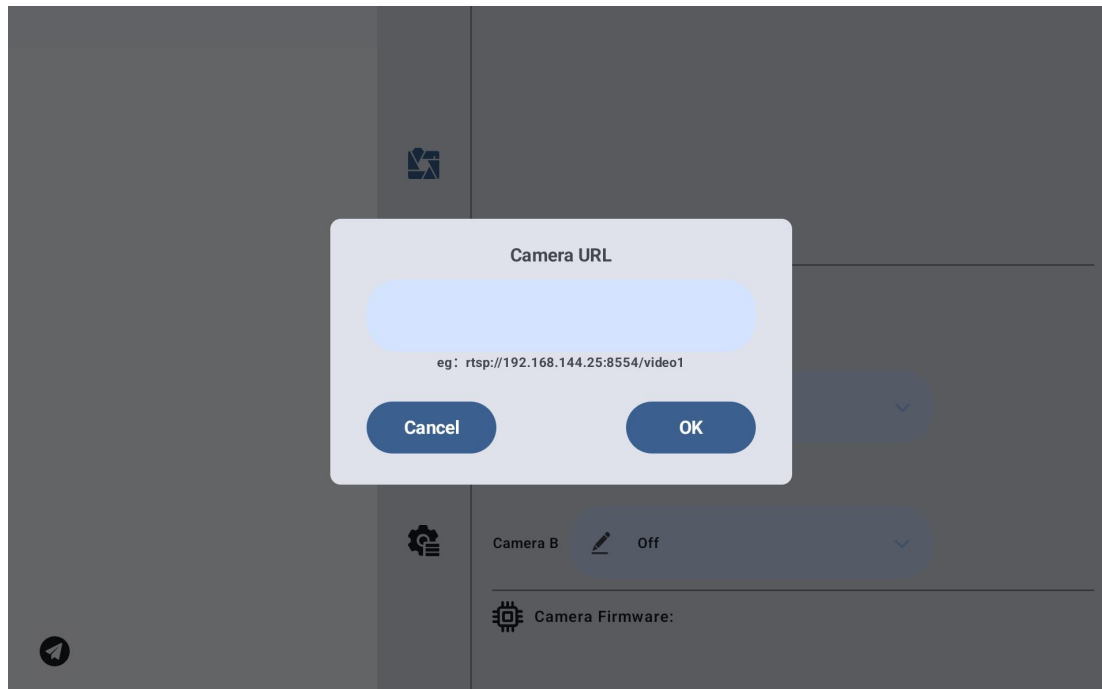 Camera URL
eg: rtsp://192.168.144.25:8554/video1
Cancel
OK
Camera B
Off
Camera Firmware: